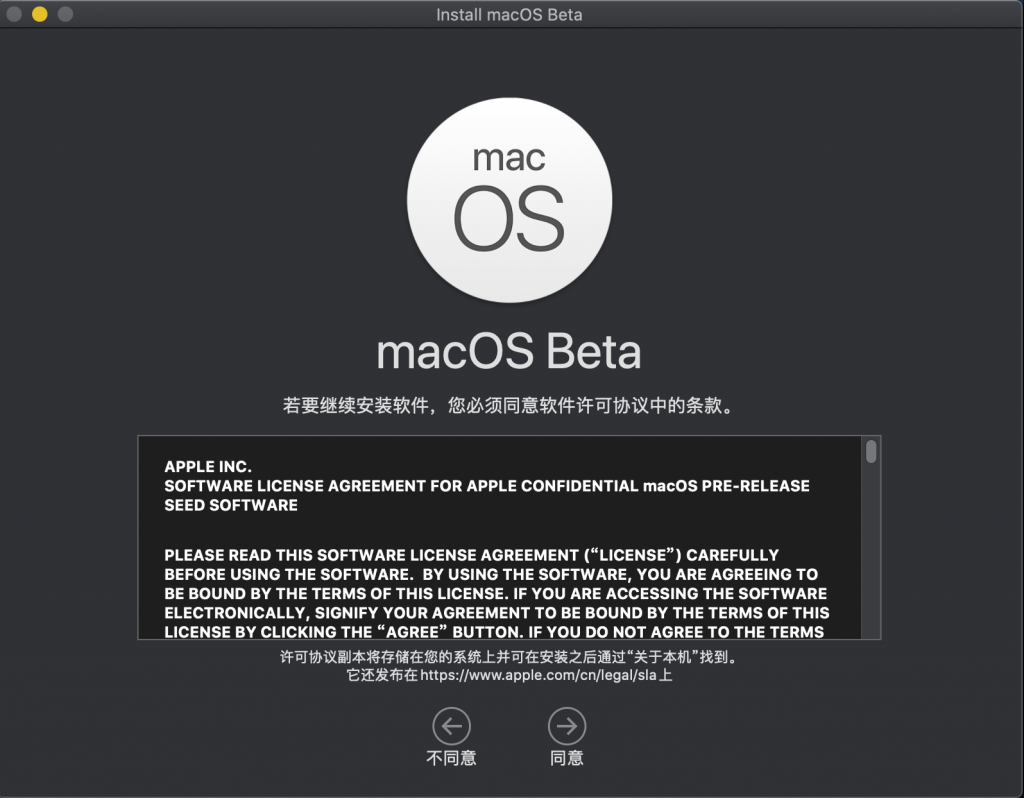 Install macOS Beta
mac
OS
macOS Beta
若要继续安装软件，您必须同意软件许可协议中的条款。
APPLE INC.
SOFTWARE LICENSE AGREEMENT FOR APPLE CONFIDENTIAL macOS PRE-RELEASE
SEED SOFTWARE
PLEASE READ THIS SOFTWARE LICENSE AGREEMENT (“LICENSE”) CAREFULLY
BEFORE USING THE SOFTWARE.  BY USING THE SOFTWARE, YOU ARE AGREEING TO
BE BOUND BY THE TERMS OF THIS LICENSE. IF YOU ARE ACCESSING THE SOFTWARE
ELECTRONICALLY, SIGNIFY YOUR AGREEMENT TO BE BOUND BY THE TERMS OF THIS
LICENSE BY CLICKING THE “AGREE” BUTTON. IF YOU DO NOT AGREE TO THE TERMS
许可协议副本将存储在您的系统上并可在安装之后通过“关于本机”找到。
它还发布在 https://www.apple.com/cn/legal/sla 上
不同意
同意